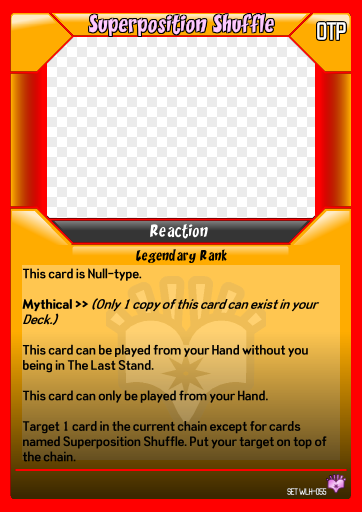 Superposition Shuffle
OTP
Reaction
Legendary Rank
This card is Null-type.
Mythical >> (Only 1 copy of this card can exist in your
Deck.)
This card can be played from your Hand without you
being in The Last Stand.
This card can only be played from your Hand.
Target 1 card in the current chain except for cards
named Superposition Shuffle. Put your target on top of
the chain.
SET WLH-055